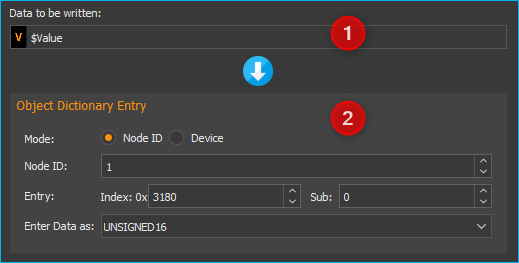 Data to be written:
V $Value 1
Object Dictionary Entry 2
Mode: Node ID Device
Node ID: 1
Entry: Index: 0x 3180 Sub: 0
Enter Data as: UNSIGNED16